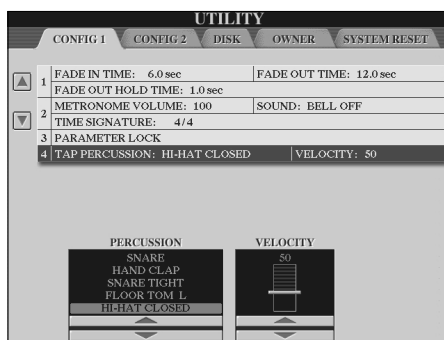 UTILITY
CONFIG 1 CONFIG 2 DISK OWNER SYSTEM RESET
1 FADE IN TIME: 6.0 sec FADE OUT TIME: 12.0 sec
FADE OUT HOLD TIME: 1.0 sec
2 METRONOME VOLUME: 100 SOUND: BELL OFF
TIME SIGNATURE: 4/4
3 PARAMETER LOCK
4 TAP PERCUSSION: HI-HAT CLOSED VELOCITY: 50
PERCUSSION VELOCITY
SNARE 50
HAND CLAP
SNARE TIGHT
FLOOR TOM L
HI-HAT CLOSED